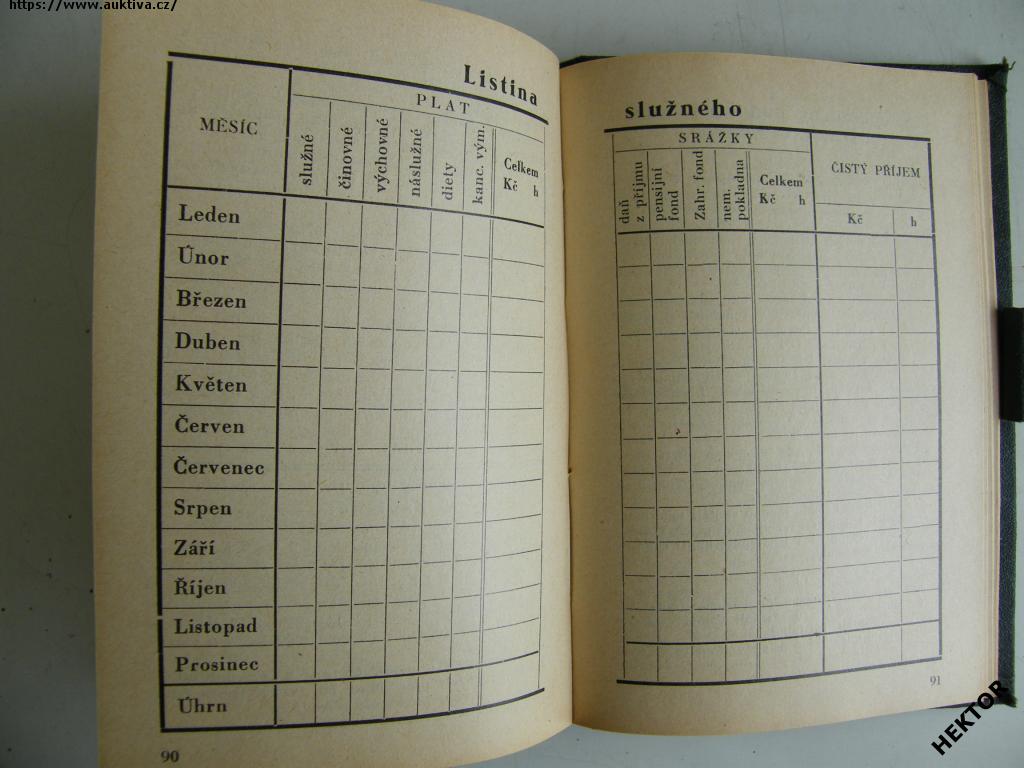 https://www.auktiva.cz/
Listina
MĚSÍC
PLAT
služné
činovné
výchovné
náslužné
diety
kanc. vým.
Celkem
Kč h
Leden
Únor
Březen
Duben
Květen
Červen
Červenec
Srpen
Září
Říjen
Listopad
Prosinec
Úhrn
90
služného
SRÁŽKY
daň
z příjmu
pensijní
fond
Zahr. fond
nem.
pokladna
Celkem
Kč h
ČISTÝ PŘÍJEM
Kč h
91
HEKTOR